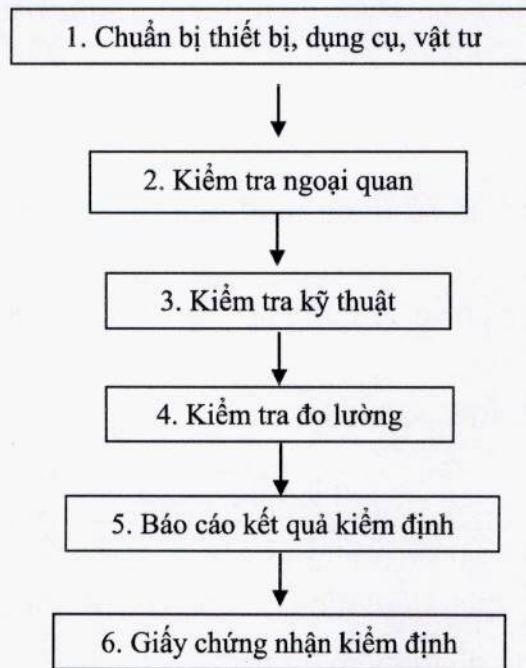 1. Chuẩn bị thiết bị, dụng cụ, vật tư
2. Kiểm tra ngoại quan
3. Kiểm tra kỹ thuật
4. Kiểm tra đo lường
5. Báo cáo kết quả kiểm định
6. Giấy chứng nhận kiểm định